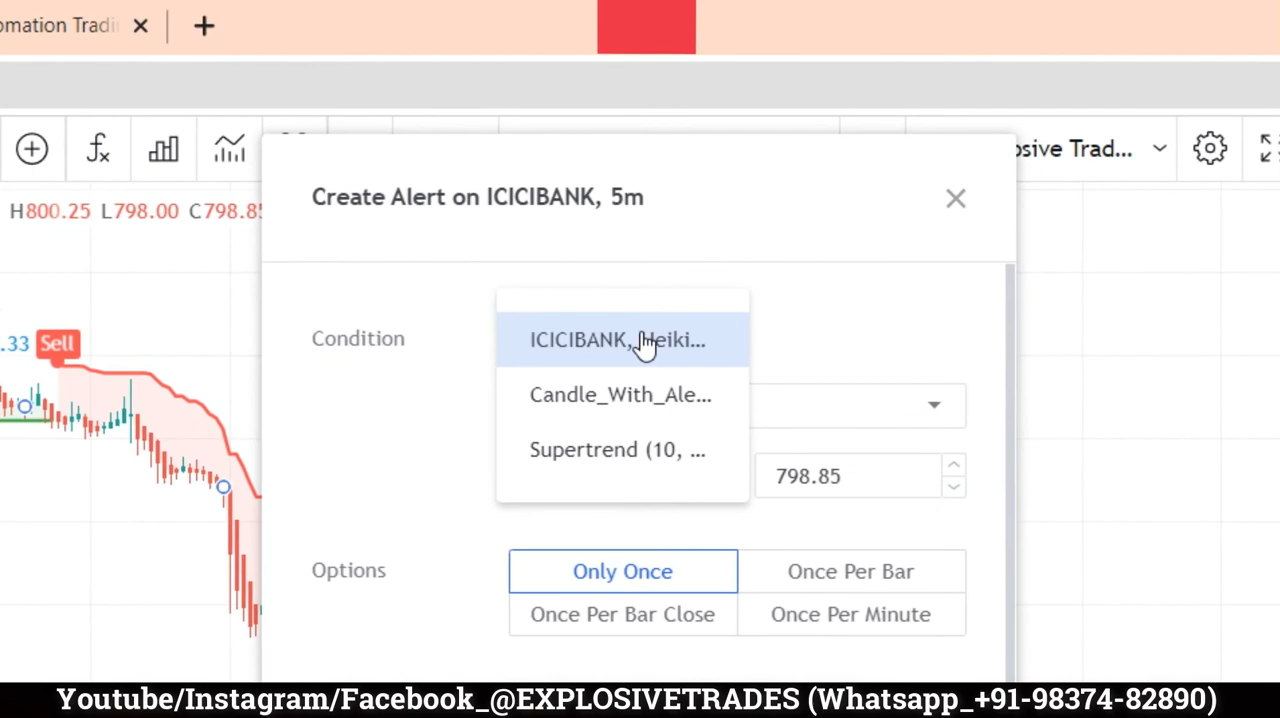 omation Tradi
osive Trad...
Create Alert on ICICIBANK, 5m
H800.25 L798.00 C798.85
Condition
ICICIBANK, Heiki...
.33 Sell
Candle_With_Ale...
Supertrend (10, ...
798.85
Options
Only Once
Once Per Bar
Once Per Bar Close
Once Per Minute
Youtube/Instagram/Facebook_@EXPLOSIVETRADES (Whatsapp_+91-98374-82890)